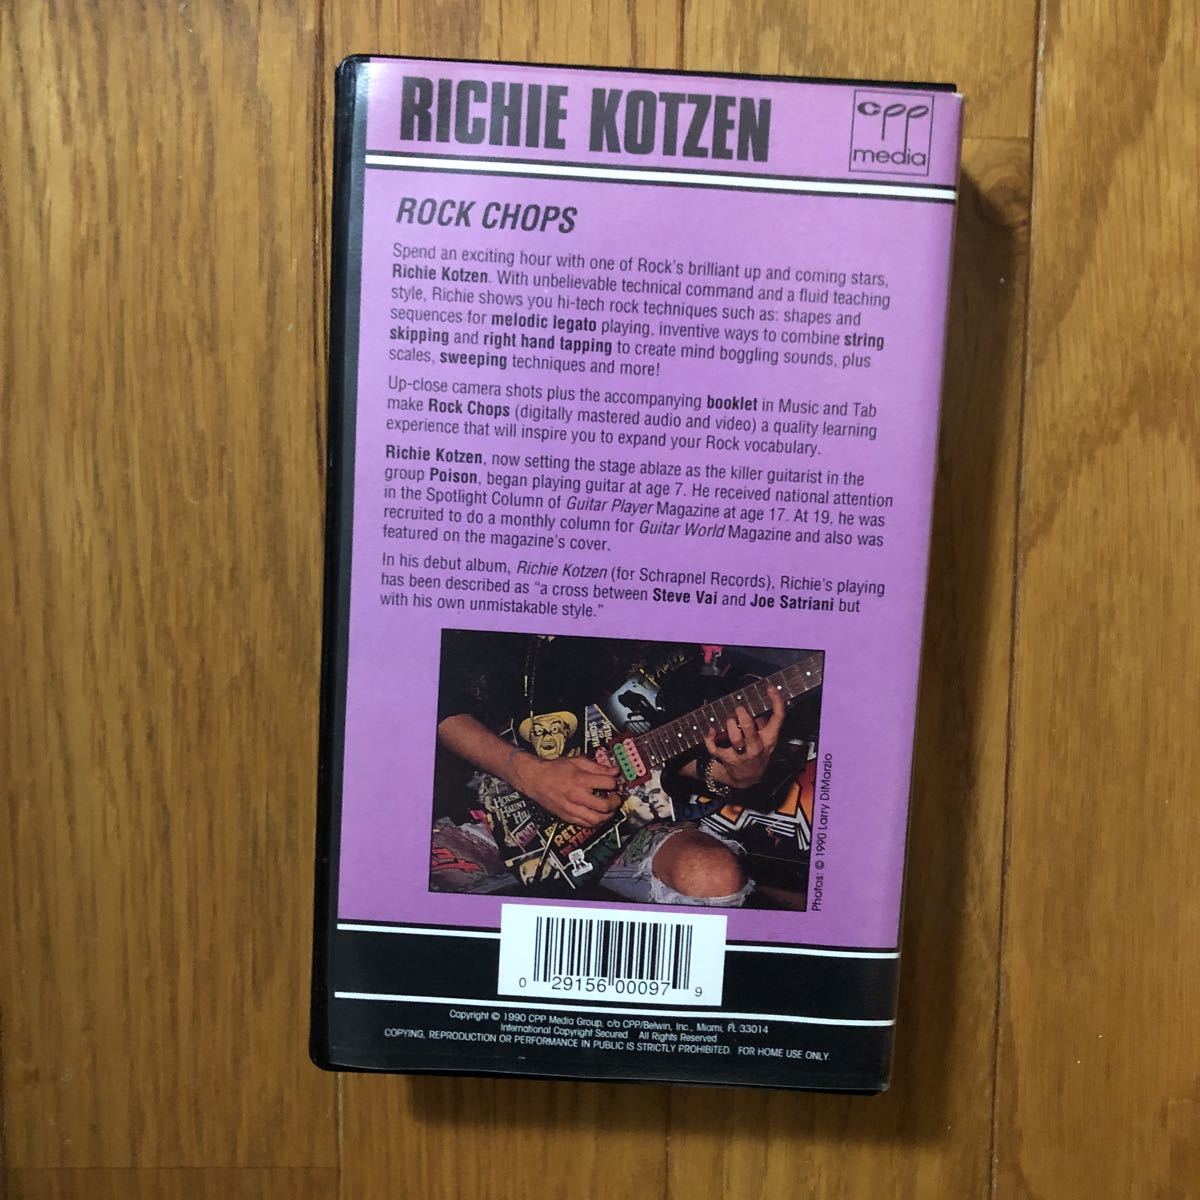 RICHIE KOTZEN
cpp
media
ROCK CHOPS
Spend an exciting hour with one of Rock's brilliant up and coming stars,
Richie Kotzen. With unbelievable technical command and a fluid teaching
style, Richie shows you hi-tech rock techniques such as: shapes and
sequences for melodic legato playing, inventive ways to combine string
skipping and right hand tapping to create mind boggling sounds, plus
scales, sweeping techniques and more!
Up-close camera shots plus the accompanying booklet in Music and Tab
make Rock Chops (digitally mastered audio and video) a quality learning
experience that will inspire you to expand your Rock vocabulary.
Richie Kotzen, now setting the stage ablaze as the killer guitarist in the
group Poison, began playing guitar at age 7. He received national attention
in the Spotlight Column of Guitar Player Magazine at age 17. At 19, he was
recruited to do a monthly column for Guitar World Magazine and also was
featured on the magazine's cover.
In his debut album, Richie Kotzen (for Schrapnel Records), Richie's playing
has been described as "a cross between Steve Vai and Joe Satriani but
with his own unmistakable style."
HANDS
HOUSE
HAUNT
HILL
Photos: © 1990 Larry DiMarzio
0 29156 00097 9
Copyright © 1990 CPP Media Group, c/o CPP/Belwin, Inc., Miami, FL 33014
International Copyright Secured All Rights Reserved
COPYING, REPRODUCTION OR PERFORMANCE IN PUBLIC IS STRICTLY PROHIBITED. FOR HOME USE ONLY.